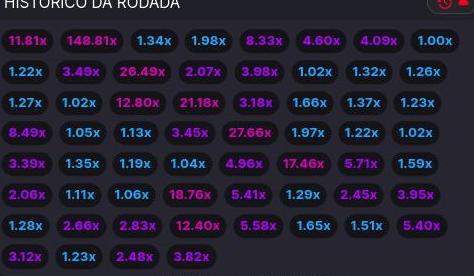 HISTÓRICO DA RODADA
11.81x 148.81x 1.34x 1.98x 8.33x 4.60x 4.09x 1.00x
1.22x 3.49x 26.49x 2.07x 3.98x 1.02x 1.32x 1.26x
1.27x 1.02x 12.80x 21.18x 3.18x 1.66x 1.37x 1.23x
8.49x 1.05x 1.13x 3.45x 27.66x 1.97x 1.22x 1.02x
3.39x 1.35x 1.19x 1.04x 4.96x 17.46x 5.71x 1.59x
2.06x 1.11x 1.06x 18.76x 5.41x 1.29x 2.45x 3.95x
1.28x 2.66x 2.83x 12.40x 5.58x 1.65x 1.51x 5.40x
3.12x 1.23x 2.48x 3.82x